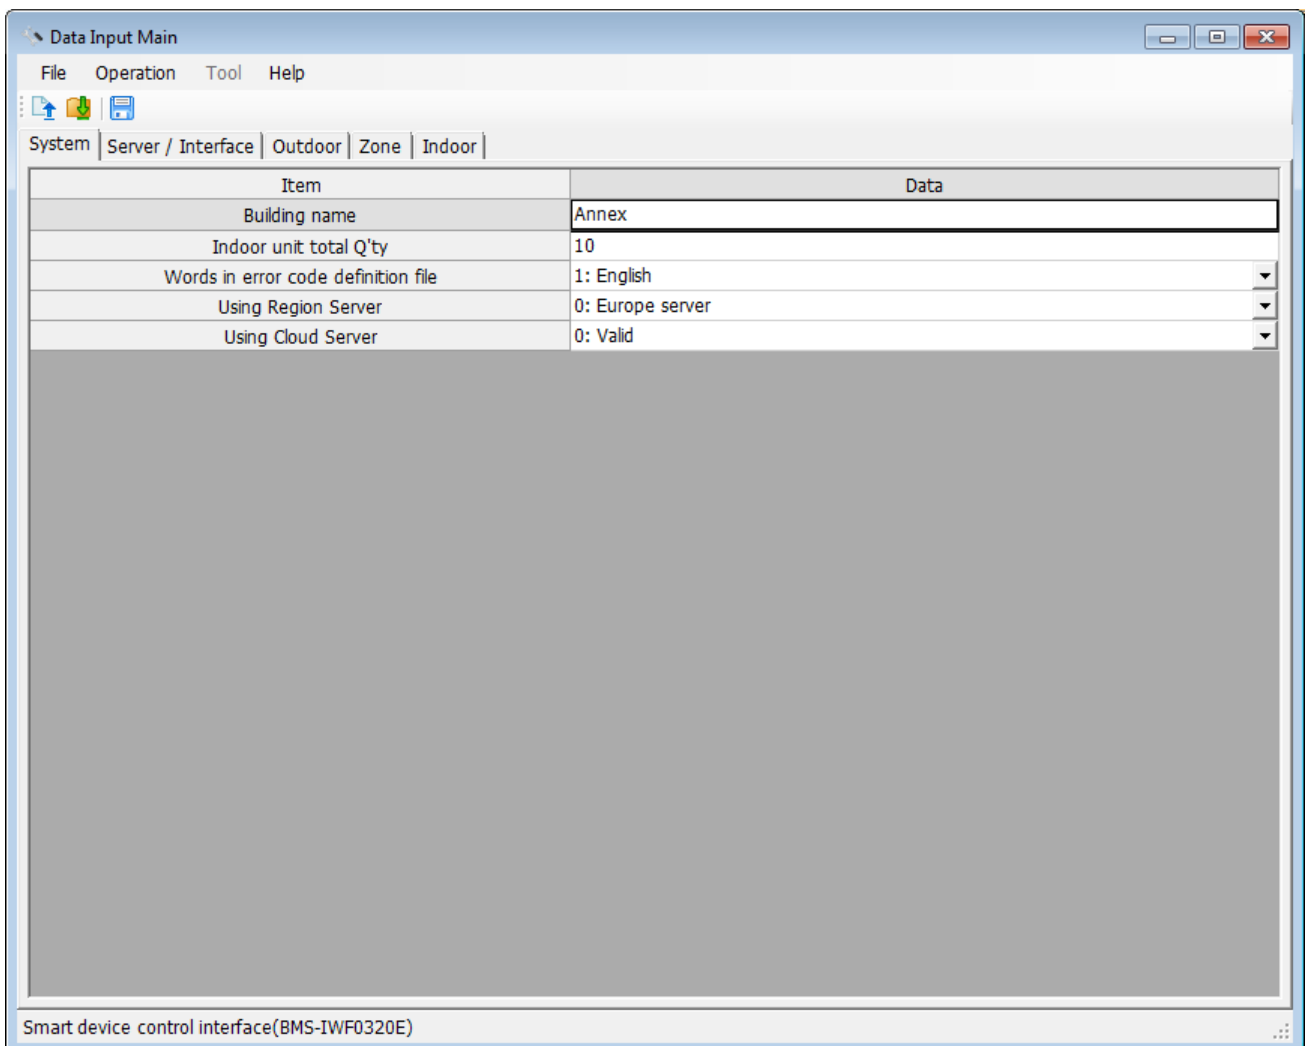 Data Input Main
File Operation Tool Help
System Server / Interface Outdoor Zone Indoor
Item Data
Building name Annex
Indoor unit total Q'ty 10
Words in error code definition file 1: English
Using Region Server 0: Europe server
Using Cloud Server 0: Valid
Smart device control interface(BMS-IWF0320E)